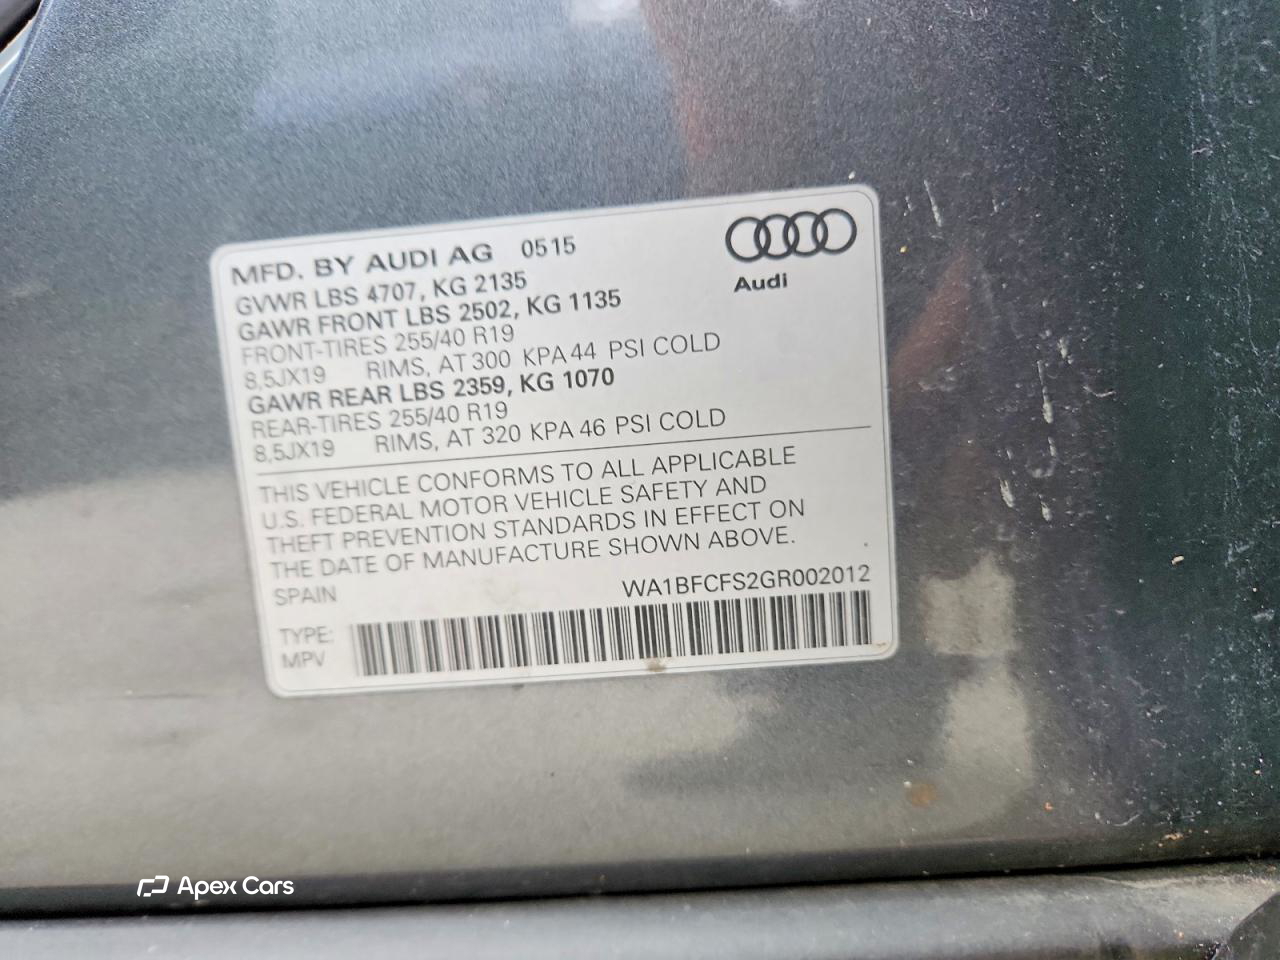 MFD. BY AUDI AG 0515
Audi
GVWR LBS 4707, KG 2135
GAWR FRONT LBS 2502, KG 1135
FRONT-TIRES 255/40 R19
8,5JX19 RIMS, AT 300 KPA 44 PSI COLD
GAWR REAR LBS 2359, KG 1070
REAR-TIRES 255/40 R19
8,5JX19 RIMS, AT 320 KPA 46 PSI COLD
THIS VEHICLE CONFORMS TO ALL APPLICABLE
U.S. FEDERAL MOTOR VEHICLE SAFETY AND
THEFT PREVENTION STANDARDS IN EFFECT ON
THE DATE OF MANUFACTURE SHOWN ABOVE.
SPAIN WA1BFCFS2GR002012
TYPE:
MPV
Apex Cars